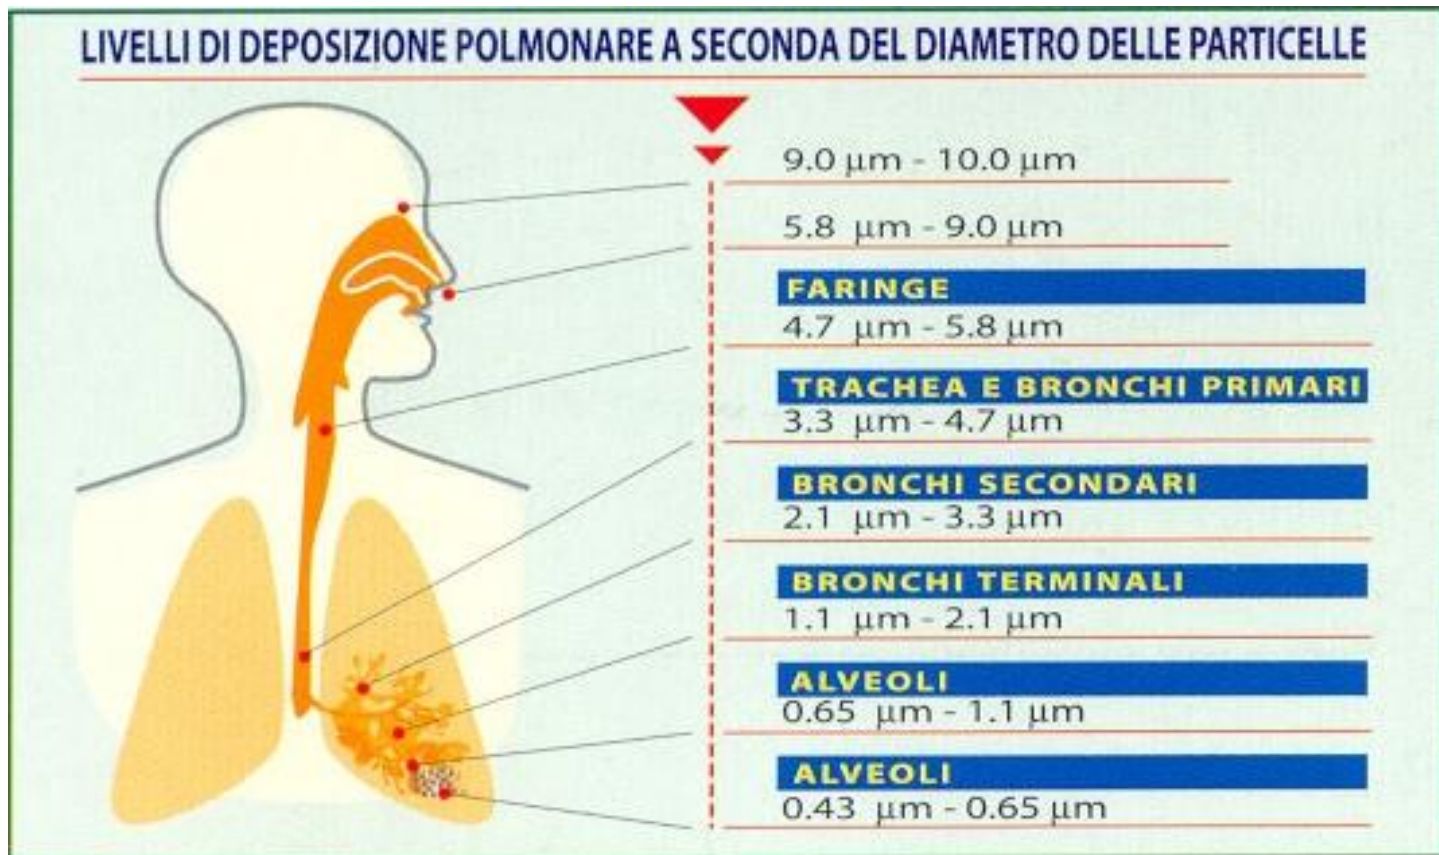 LIVELLI DI DEPOSIZIONE POLMONARE A SECONDA DEL DIAMETRO DELLE PARTICELLE
9.0 µm - 10.0 µm
5.8 µm - 9.0 µm
FARINGE
4.7 µm - 5.8 µm
TRACHEA E BRONCHI PRIMARI
3.3 µm - 4.7 µm
BRONCHI SECONDARI
2.1 µm - 3.3 µm
BRONCHI TERMINALI
1.1 µm - 2.1 µm
ALVEOLI
0.65 µm - 1.1 µm
ALVEOLI
0.43 µm - 0.65 µm